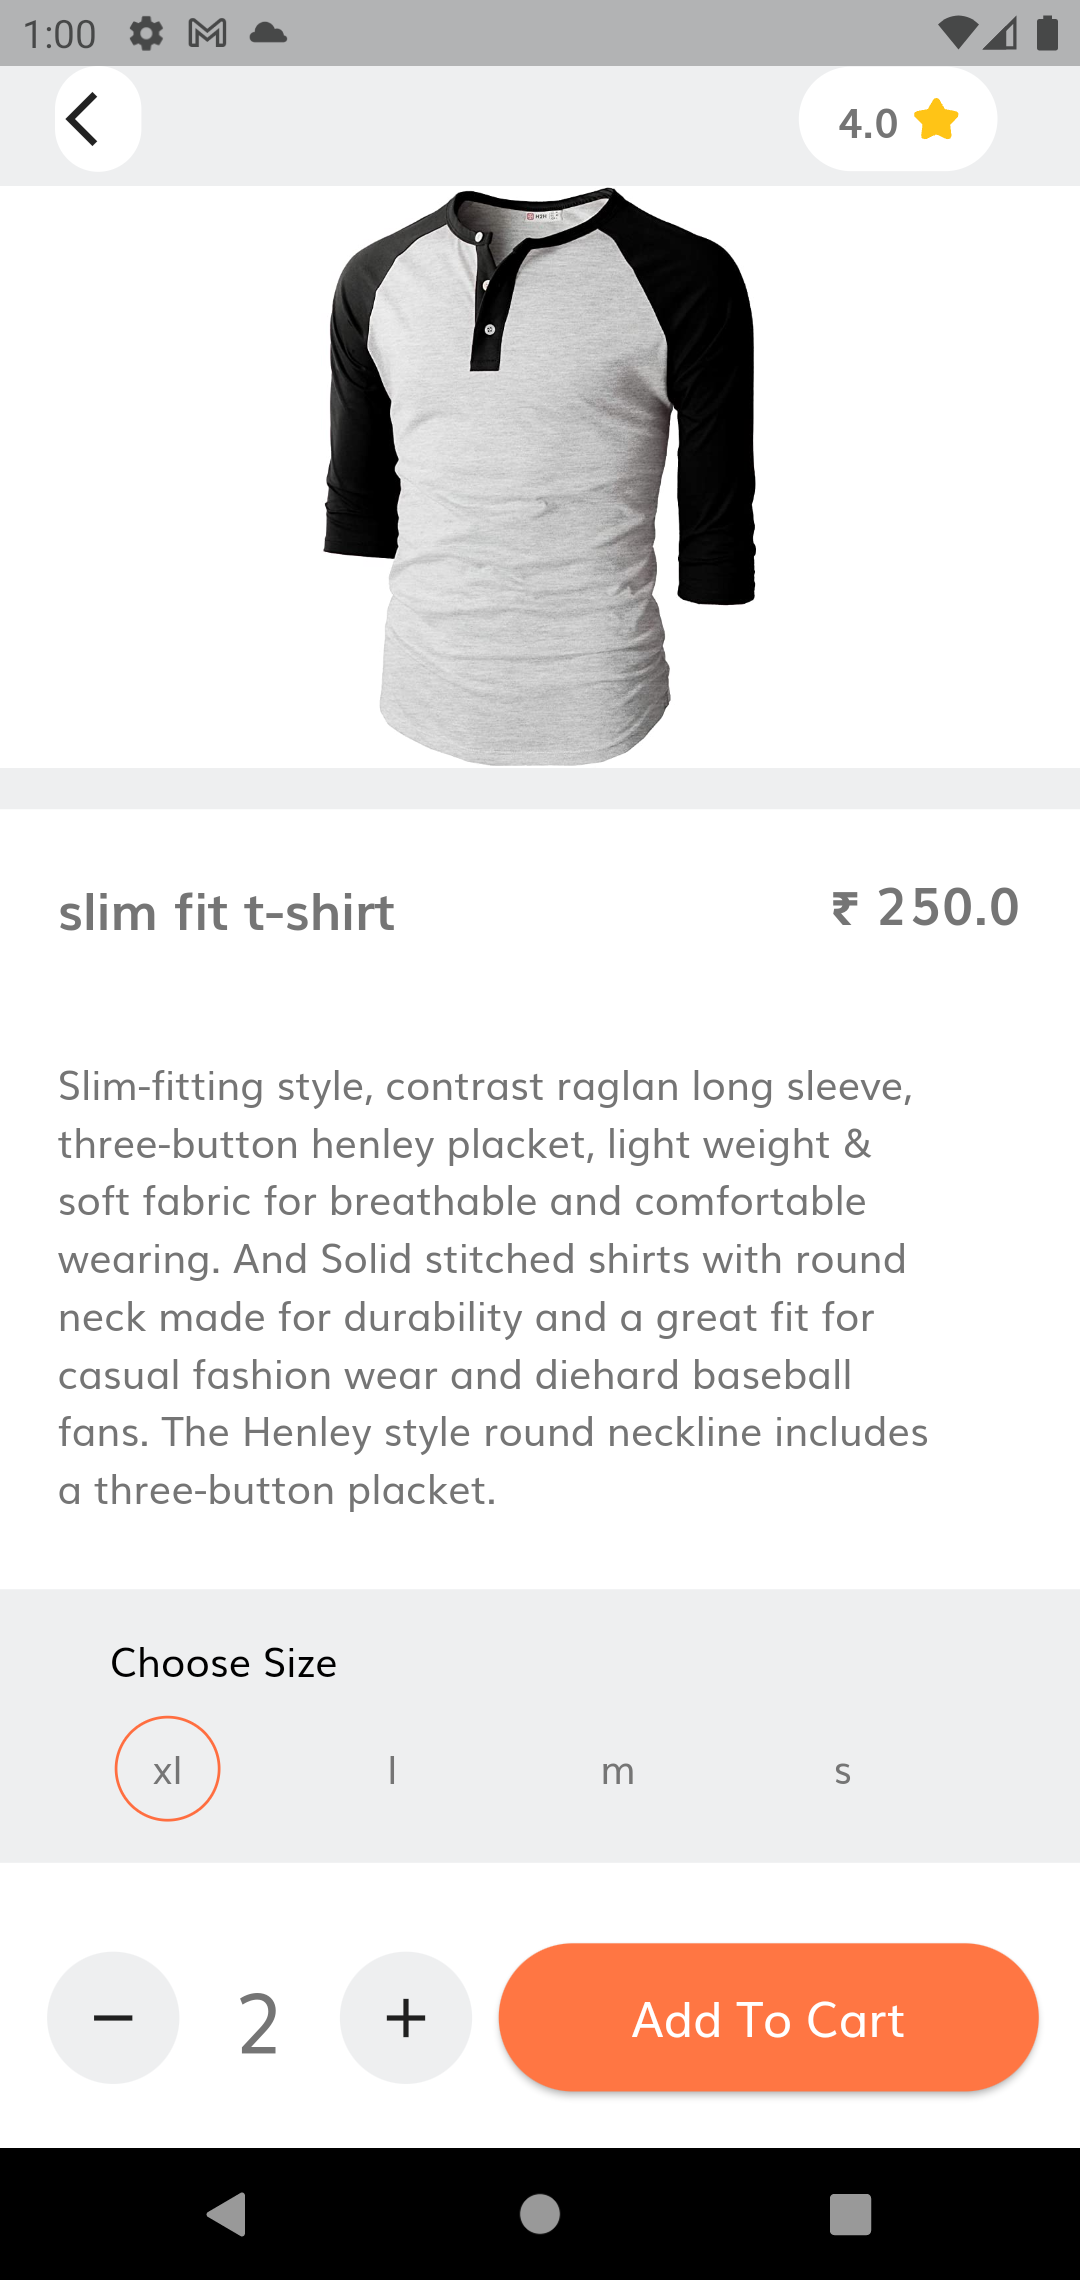 1:00
4.0
H2H
slim fit t-shirt
₹ 250.0
Slim-fitting style, contrast raglan long sleeve,
three-button henley placket, light weight &
soft fabric for breathable and comfortable
wearing. And Solid stitched shirts with round
neck made for durability and a great fit for
casual fashion wear and diehard baseball
fans. The Henley style round neckline includes
a three-button placket.
Choose Size
xl l m s
2
Add To Cart